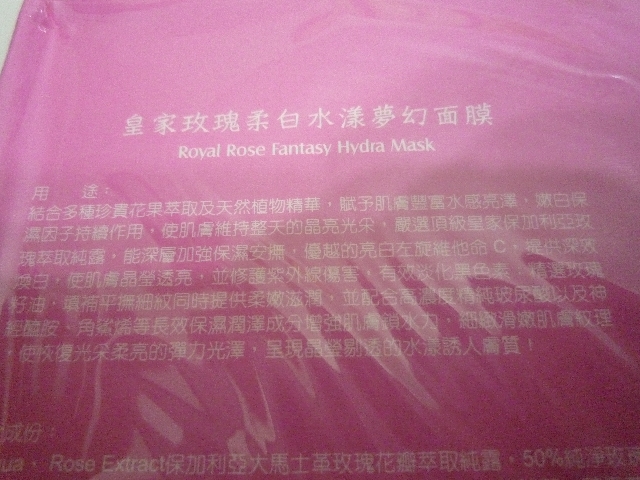 皇家玫瑰柔白水漾夢幻面膜
Royal Rose Fantasy Hydra Mask
用 途：
結合多種珍貴花果萃取及天然植物精華，賦予肌膚豐富水感亮澤，嫩白保
濕因子持續作用，使肌膚維持整天的晶亮光采，嚴選頂級皇家保加利亞玫
瑰萃取純露，能深層加強保濕安撫，優越的亮白左旋維他命C，提供深效
煥白，使肌膚晶瑩透亮，並修護紫外線傷害，有效淡化黑色素，精選玫瑰
籽油，填補平撫細紋同時提供柔嫩滋潤，並配合高濃度精純玻尿酸以及神
經醯胺、角鯊烯等長效保濕潤澤成分增強肌膚鎖水力，細緻滑嫩肌膚紋理
，使恢復光采柔亮的彈力光澤，呈現晶瑩剔透的水漾誘人膚質！
成份：
ua、Rose Extract保加利亞大馬士革玫瑰花瓣萃取純露，50%純淨玫瑰